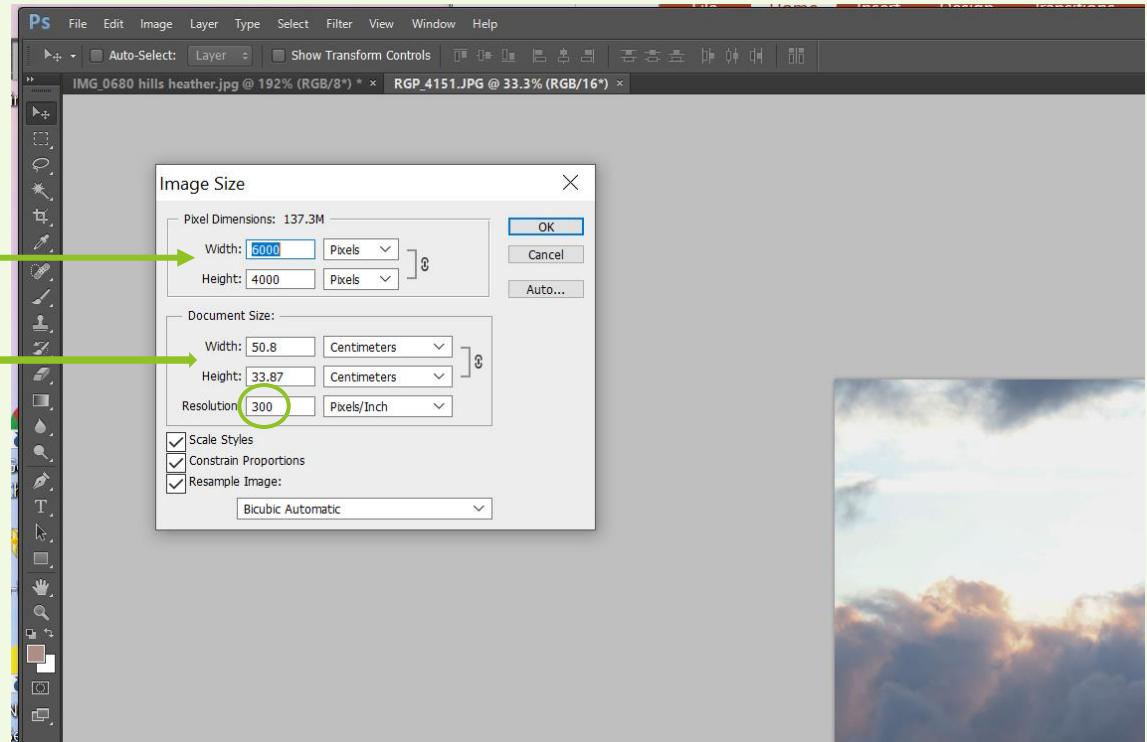 Ps File Edit Image Layer Type Select Filter View Window Help
Auto-Select: Layer Show Transform Controls
IMG_0680 hills heather.jpg @ 192% (RGB/8*) * × RGP_4151.JPG @ 33.3% (RGB/16*) ×
Image Size
Pixel Dimensions: 137.3M
Width: 6000 Pixels
Height: 4000 Pixels
OK
Cancel
Auto...
Document Size:
Width: 50.8 Centimeters
Height: 33.87 Centimeters
Resolution 300 Pixels/Inch
Scale Styles
Constrain Proportions
Resample Image:
Bicubic Automatic